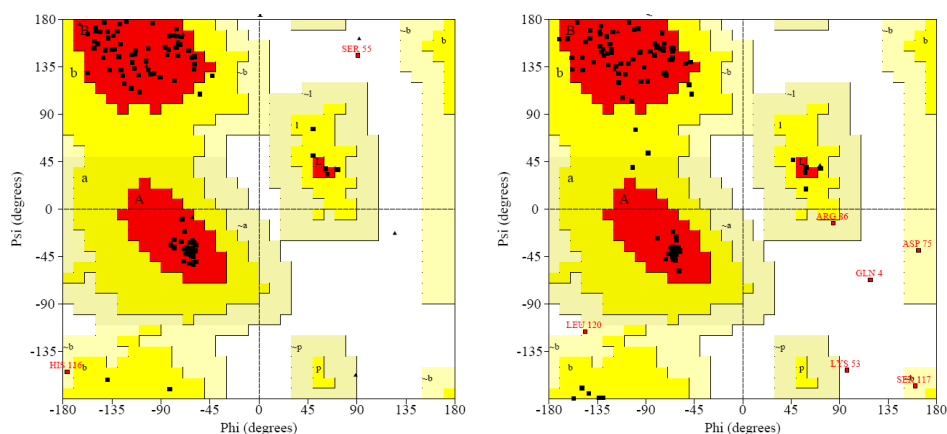 180
B
~b
~b
b
SER 55
135
b
~b
90
~l
l
45
L
a
A
0
~a
-45
-90
~b
~p
-135
HIS 116
b
p
~b
-180 -135 -90 -45 0 45 90 135 180
Phi (degrees)
Psi (degrees)
180
B
~b
~b
b
135
b
~b
90
~l
l
45
L
a
A
0
ARG 86
~a
ASP 75
-45
GLN 4
-90
LEU 120
~b
~p
-135
LYS 53
b
p
~b
SER 117
-180 -135 -90 -45 0 45 90 135 180
Phi (degrees)
Psi (degrees)